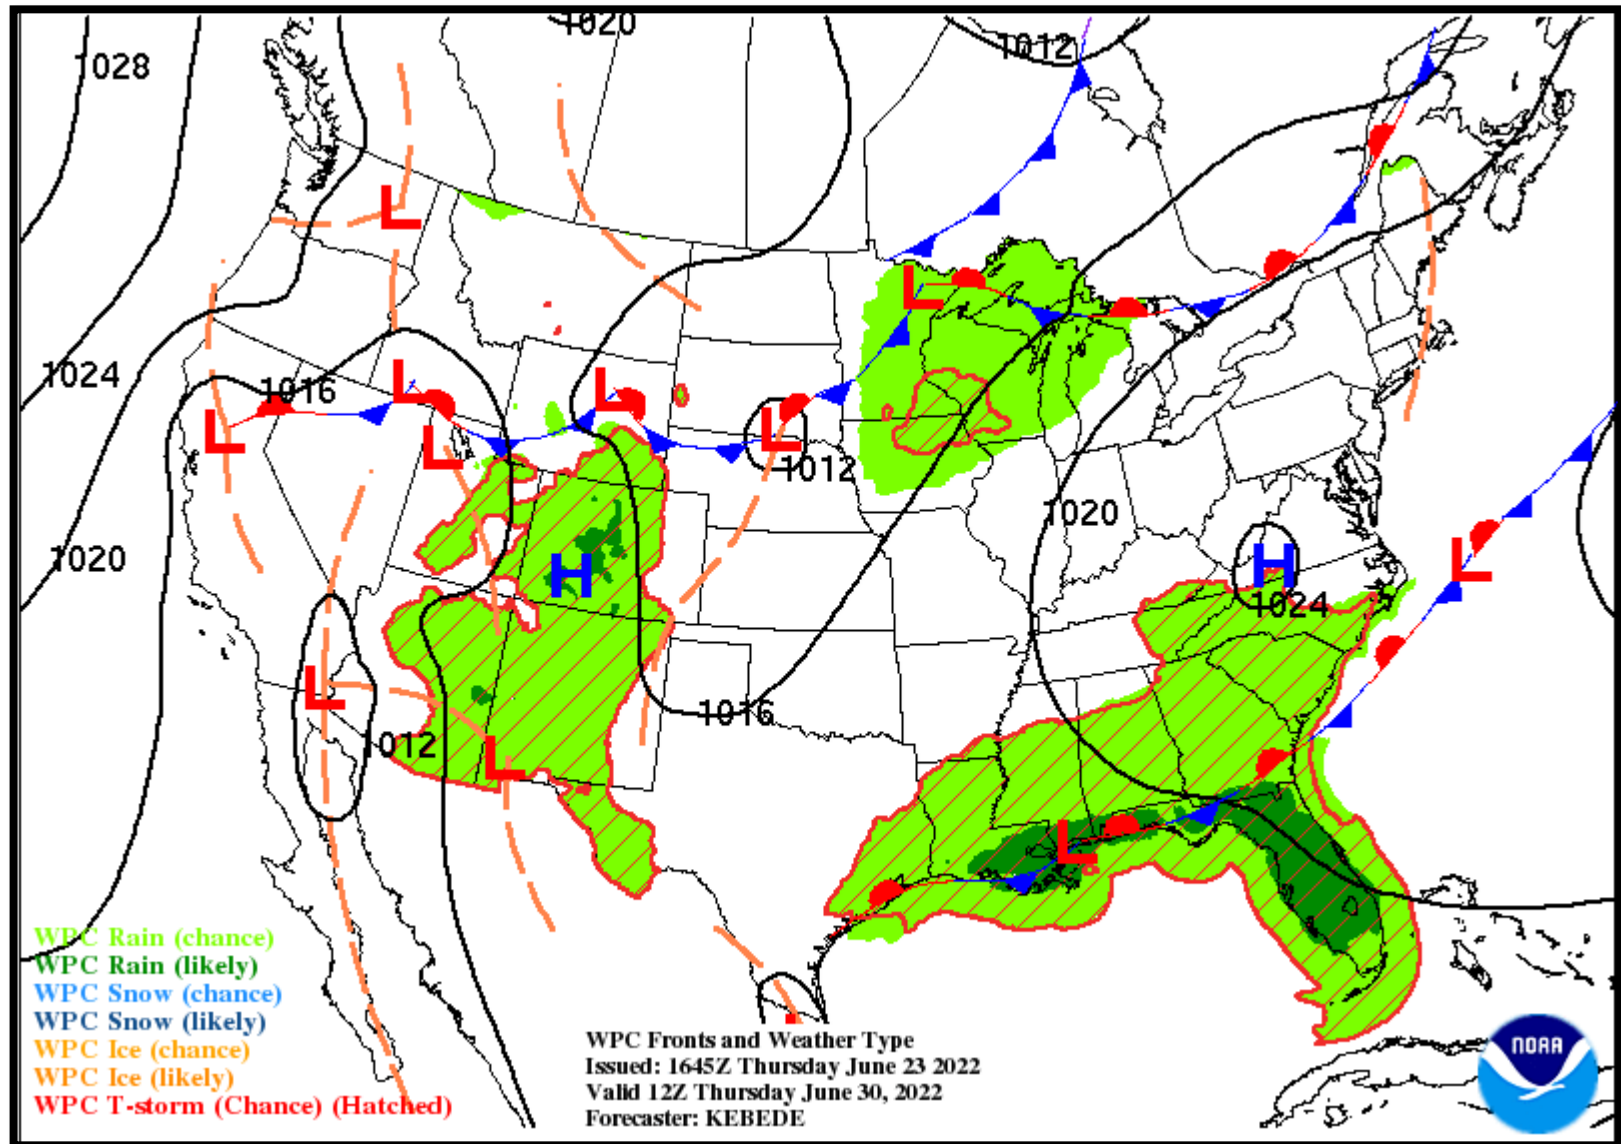 1020
1012
1028
L
L
1024
L
L
1016
L
L
L
L
1012
1020
1020
H
H
L
1024
L
1016
1012
L
L
WPC Rain (chance)
WPC Rain (likely)
WPC Snow (chance)
WPC Snow (likely)
WPC Ice (chance)
WPC Ice (likely)
WPC T-storm (Chance) (Hatched)
WPC Fronts and Weather Type
Issued: 1645Z Thursday June 23 2022
Valid 12Z Thursday June 30, 2022
Forecaster: KEBEDE
NOAA